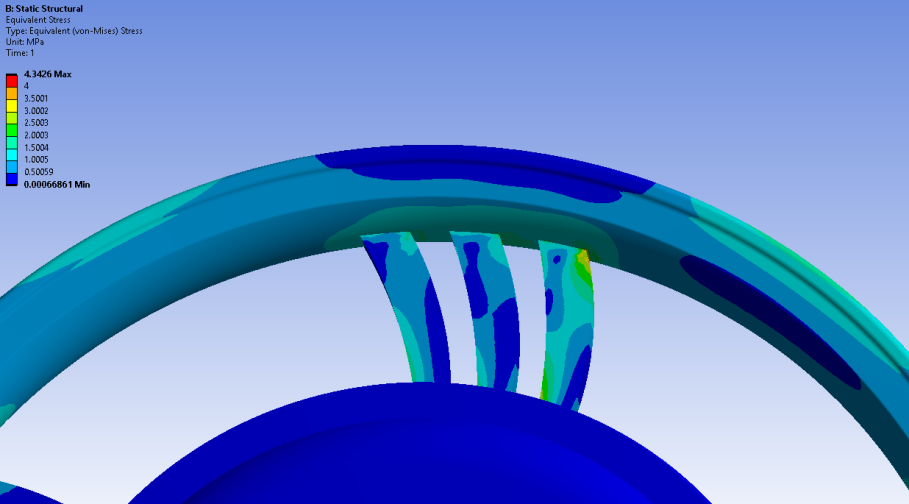 B: Static Structural
Equivalent Stress
Type: Equivalent (von-Mises) Stress
Unit: MPa
Time: 1
4.3426 Max
4
3.5001
3.0002
2.5003
2.0003
1.5004
1.0005
0.50059
0.00066861 Min